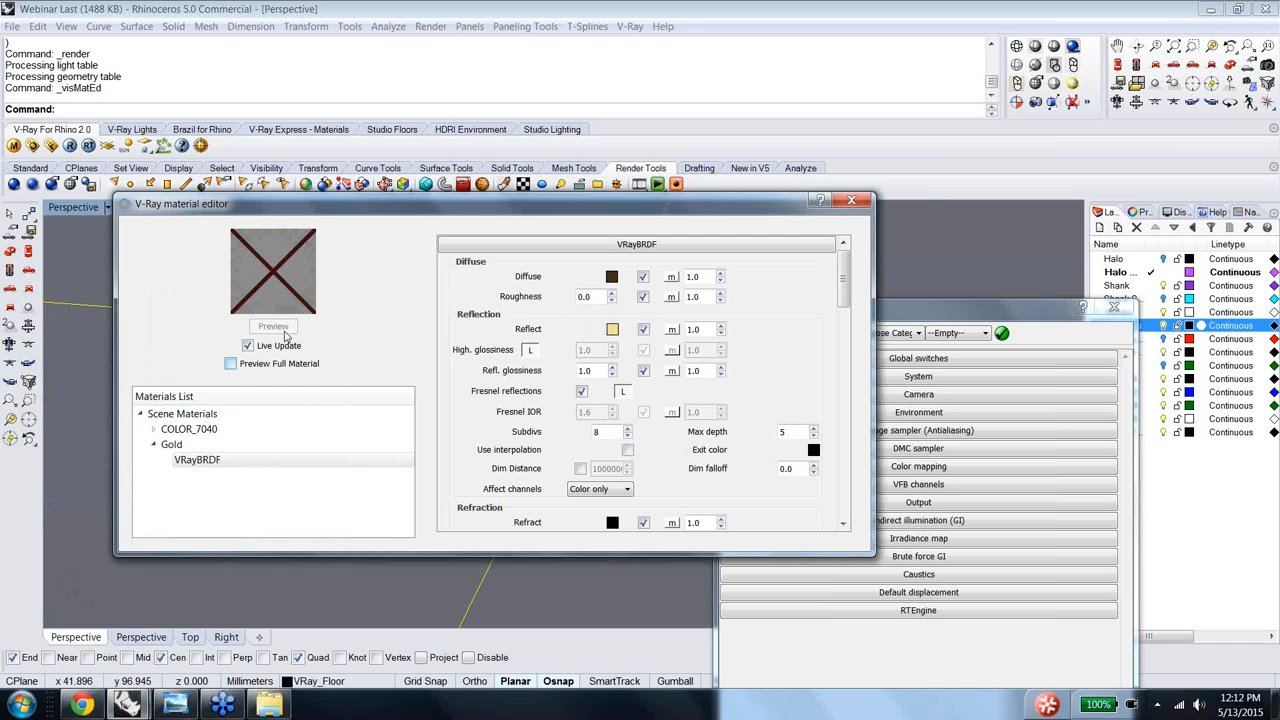 Webinar Last (1488 KB) - Rhinoceros 5.0 Commercial - [Perspective]
File Edit View Curve Surface Solid Mesh Dimension Transform Tools Analyze Render Panels Paneling Tools T-Splines V-Ray Help
)
Command: _render
Processing light table
Processing geometry table
Command: _visMatEd
Command:
V-Ray For Rhino 2.0 V-Ray Lights Brazil for Rhino V-Ray Express - Materials Studio Floors HDRI Environment Studio Lighting
Standard CPlanes Set View Display Select Visibility Transform Curve Tools Surface Tools Solid Tools Mesh Tools Render Tools Drafting New in V5 Analyze
Perspective
V-Ray material editor
Preview
Live Update
Preview Full Material
Materials List
Scene Materials
COLOR_7040
Gold
VRayBRDF
VRayBRDF
Diffuse
Diffuse m 1.0
Roughness 0.0 m 1.0
Reflection
Reflect m 1.0
High. glossiness L 1.0 m 1.0
Refl. glossiness 1.0 m 1.0
Fresnel reflections L
Fresnel IOR 1.6 m 1.0
Subdivs 8 Max depth 5
Use interpolation Exit color
Dim Distance Dim falloff 0.0
Affect channels Color only
Refraction
Refract m 1.0
--Empty--
Global switches
System
Camera
Environment
age sampler (Antialiasing)
DMC sampler
Color mapping
VFB channels
Output
ndirect illumination (GI)
Irradiance map
Brute force GI
Caustics
Default displacement
RTEngine
La... Pr... Dis... Help Na...
Name Linetype
Halo Continuous
Halo ... Continuous
Shank Continuous
Continuous
Continuous
Continuous
Continuous
Continuous
Continuous
Continuous
Continuous
Continuous
Continuous
Perspective Perspective Top Right
End Near Point Mid Cen Int Perp Tan Quad Knot Vertex Project Disable
CPlane x 41.896 y 96.945 z 0.000 Millimeters VRay_Floor Grid Snap Ortho Planar Osnap SmartTrack Gumball
100%
12:12 PM
5/13/2015